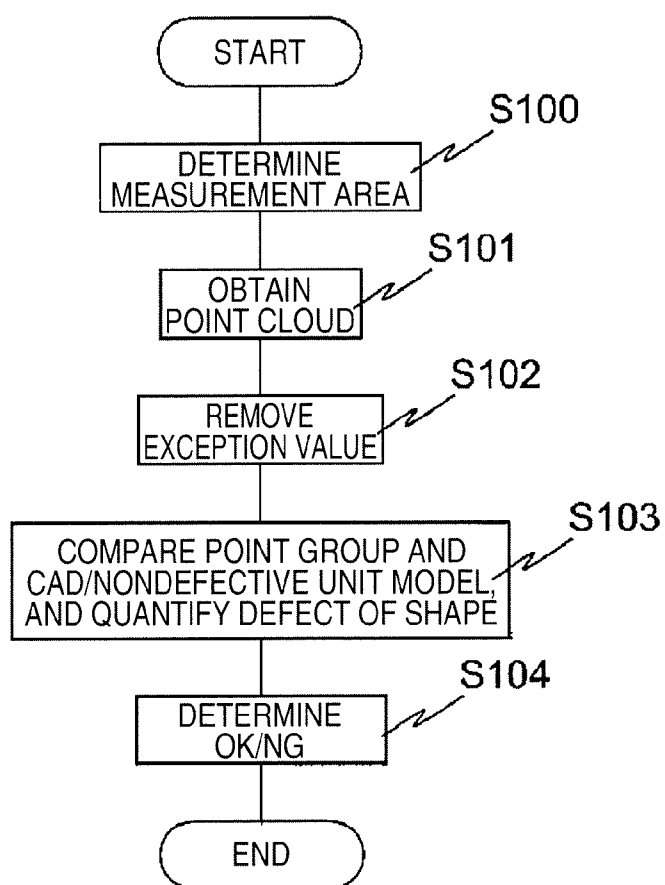 START
S100
DETERMINE
MEASUREMENT AREA
S101
OBTAIN
POINT CLOUD
S102
REMOVE
EXCEPTION VALUE
S103
COMPARE POINT GROUP AND
CAD/NONDEFECTIVE UNIT MODEL,
AND QUANTIFY DEFECT OF SHAPE
S104
DETERMINE
OK/NG
END